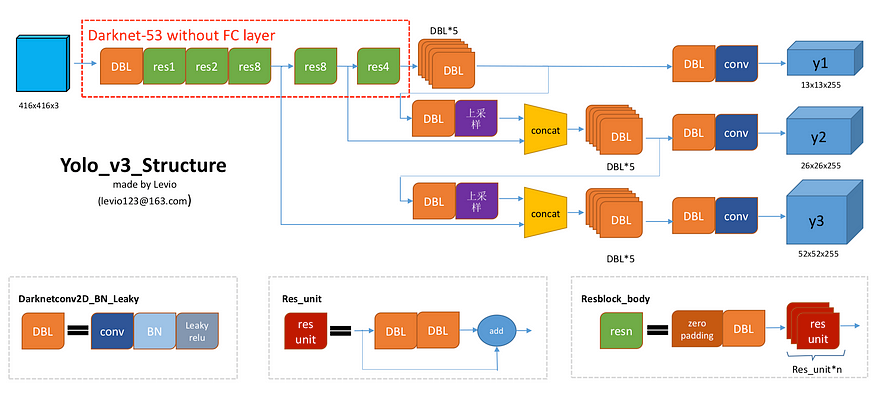 Darknet-53 without FC layer
DBL
res1
res2
res8
res8
res4
DBL*5
DBL
DBL
conv
y1
13x13x255
416x416x3
DBL
上采
样
concat
DBL
DBL*5
DBL
conv
y2
26x26x255
Yolo_v3_Structure
made by Levio
(levio123@163.com)
DBL
上采
样
concat
DBL
DBL*5
DBL
conv
y3
52x52x255
Darknetconv2D_BN_Leaky
DBL
conv
BN
Leaky
relu
Res_unit
res
unit
DBL
DBL
add
Resblock_body
resn
zero
padding
DBL
res
unit
Res_unit*n